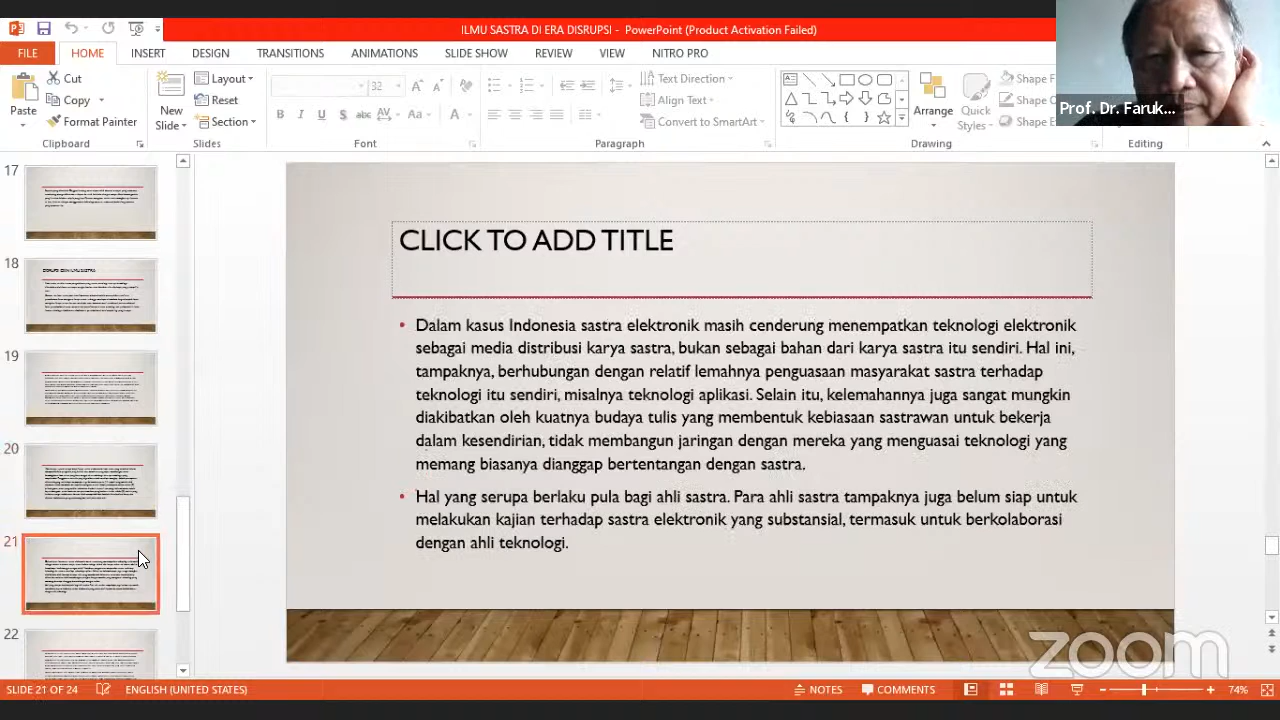 ILMU SASTRA DI ERA DISRUPSI - PowerPoint (Product Activation Failed)
FILE HOME INSERT DESIGN TRANSITIONS ANIMATIONS SLIDE SHOW REVIEW VIEW NITRO PRO
Prof. Dr. Faruk...
Paste
Cut
Copy
Format Painter
Clipboard
New
Slide
Layout
Reset
Section
Slides
32
Font
Text Direction
Align Text
Convert to SmartArt
Paragraph
Arrange
Quick
Styles
Shape F
Shape O
Shape E
Drawing
Editing
17
18
19
20
21
22
CLICK TO ADD TITLE
• Dalam kasus Indonesia sastra elektronik masih cenderung menempatkan teknologi elektronik
sebagai media distribusi karya sastra, bukan sebagai bahan dari karya sastra itu sendiri. Hal ini,
tampaknya, berhubungan dengan relatif lemahnya penguasaan masyarakat sastra terhadap
teknologi itu sendiri, misalnya teknologi aplikasi. Selain itu, kelemahannya juga sangat mungkin
diakibatkan oleh kuatnya budaya tulis yang membentuk kebiasaan sastrawan untuk bekerja
dalam kesendirian, tidak membangun jaringan dengan mereka yang menguasai teknologi yang
memang biasanya dianggap bertentangan dengan sastra.
• Hal yang serupa berlaku pula bagi ahli sastra. Para ahli sastra tampaknya juga belum siap untuk
melakukan kajian terhadap sastra elektronik yang substansial, termasuk untuk berkolaborasi
dengan ahli teknologi.
zoom
SLIDE 21 OF 24 ENGLISH (UNITED STATES) NOTES COMMENTS 74%